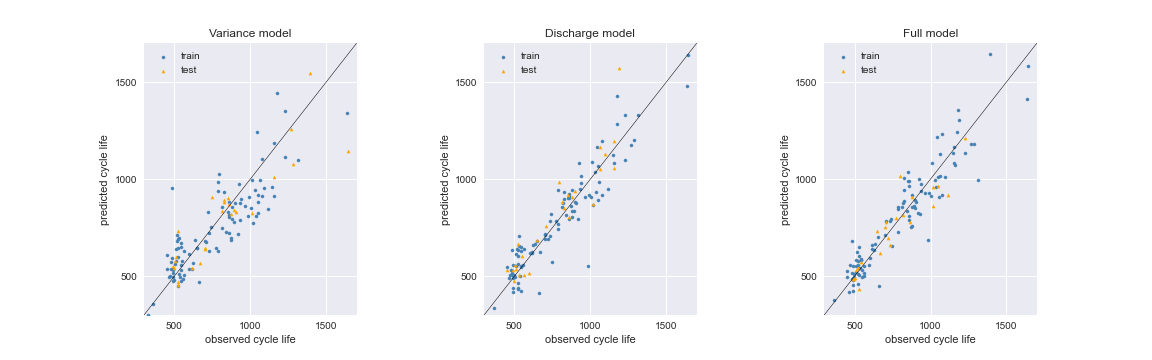 Variance model
train
test
1500
1000
500
predicted cycle life
500
1000
1500
observed cycle life
Discharge model
train
test
1500
1000
500
predicted cycle life
500
1000
1500
observed cycle life
Full model
train
test
1500
1000
500
predicted cycle life
500
1000
1500
observed cycle life